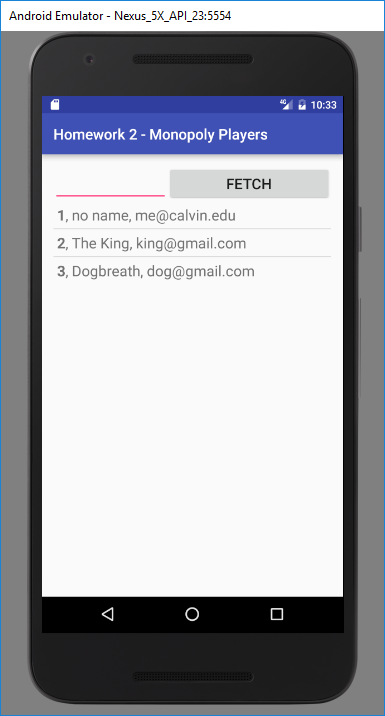 Android Emulator - Nexus_5X_API_23:5554
4G 10:33
Homework 2 - Monopoly Players
FETCH
1, no name, me@calvin.edu
2, The King, king@gmail.com
3, Dogbreath, dog@gmail.com